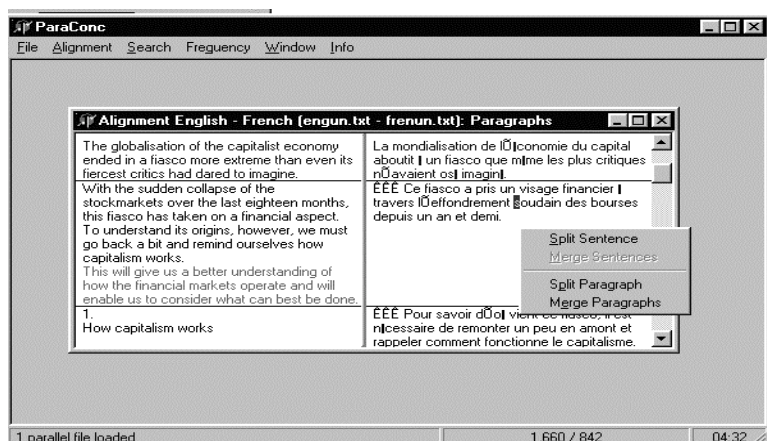 ParaConc
File Alignment Search Frequency Window Info
Alignment English - French (engun.txt - frenun.txt): Paragraphs
The globalisation of the capitalist economy
ended in a fiasco more extreme than even its
fiercest critics had dared to imagine.
With the sudden collapse of the
stockmarkets over the last eighteen months,
this fiasco has taken on a financial aspect.
To understand its origins, however, we must
go back a bit and remind ourselves how
capitalism works.
This will give us a better understanding of
how the financial markets operate and will
enable us to consider what can best be done.
1.
How capitalism works
La mondialisation de lÕ▮conomie du capital
aboutit ▮ un fiasco que m▮me les plus critiques
nÕavaient os▮ imagin▮.
ÊÊÊ Ce fiasco a pris un visage financier ▮
travers lÕeffondrement soudain des bourses
depuis un an et demi.
ÊÊÊ Pour savoir dÕo▮ vient ce fiasco, il est
n▮cessaire de remonter un peu en amont et
rappeler comment fonctionne le capitalisme.
Split Sentence
Merge Sentences
Split Paragraph
Merge Paragraphs
1 parallel file loaded
1 660 / 842
04:32